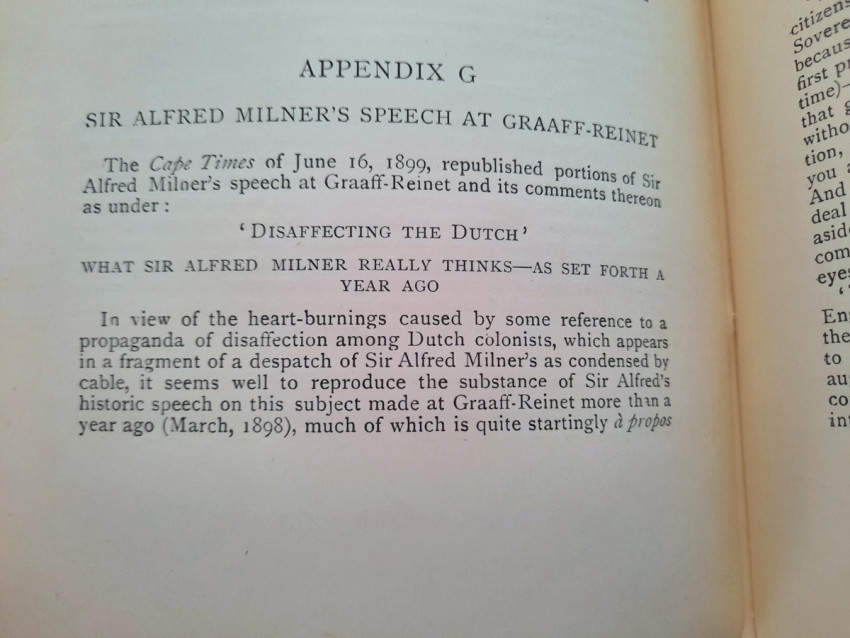 APPENDIX G
SIR ALFRED MILNER'S SPEECH AT GRAAFF-REINET
The Cape Times of June 16, 1899, republished portions of Sir
Alfred Milner's speech at Graaff-Reinet and its comments thereon
as under:
‘DISAFFECTING THE DUTCH’
WHAT SIR ALFRED MILNER REALLY THINKS—AS SET FORTH A
YEAR AGO
In view of the heart-burnings caused by some reference to a
propaganda of disaffection among Dutch colonists, which appears
in a fragment of a despatch of Sir Alfred Milner's as condensed by
cable, it seems well to reproduce the substance of Sir Alfred's
historic speech on this subject made at Graaff-Reinet more than a
year ago (March, 1898), much of which is quite startingly à propos
citizens
Sovere
because
first pr
time)—
that g
witho
tion,
you a
And
deal
aside
com
eyes
En
the
to
au
co
int